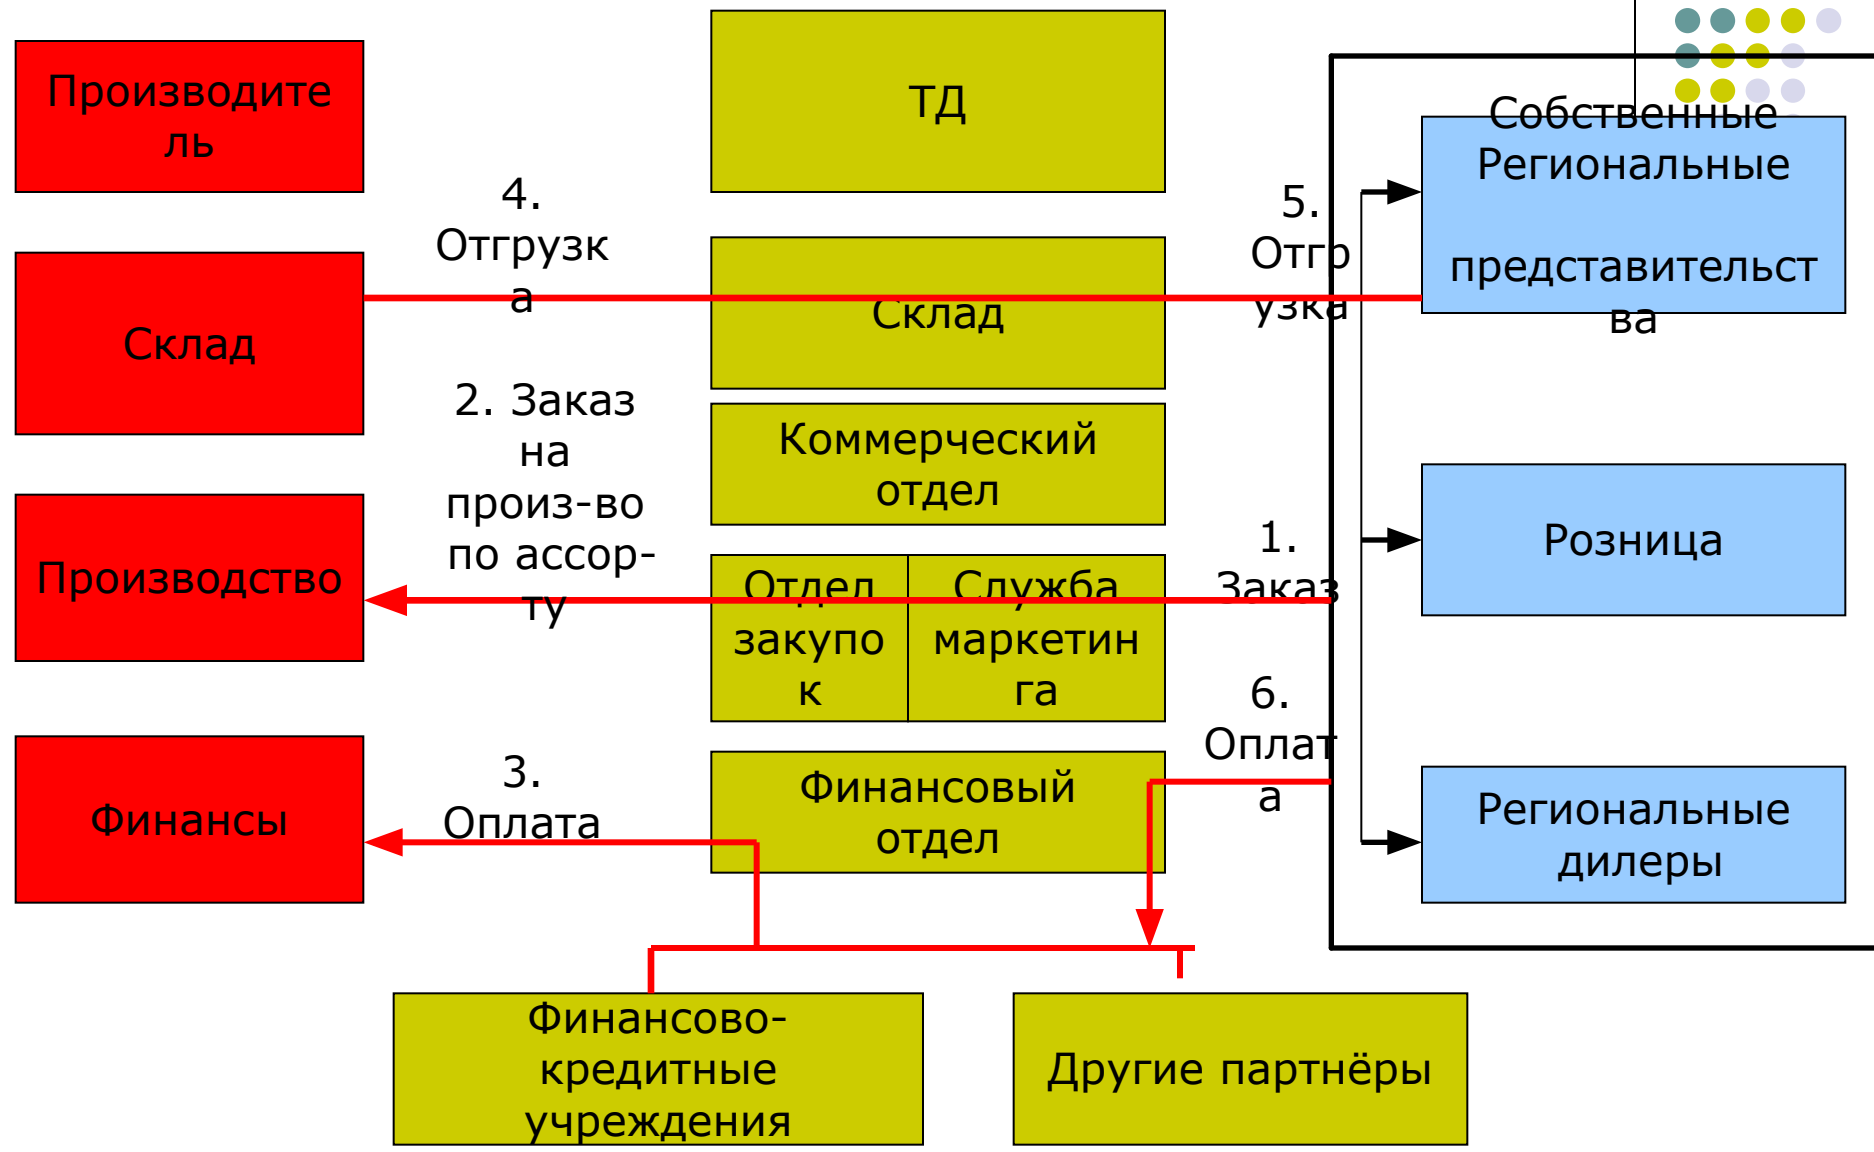 Производите
ль
ТД
Собственные
Региональные
представительст
ва
4.
Отгрузк
а
5.
Отгр
узка
Склад
Склад
2. Заказ
на
произ-во
по ассор-
ту
Коммерческий
отдел
Производство
Отдел
закупо
к
Служба
маркетин
га
1.
Заказ
Розница
6.
Оплат
а
3.
Оплата
Финансы
Финансовый
отдел
Региональные
дилеры
Финансово-
кредитные
учреждения
Другие партнёры